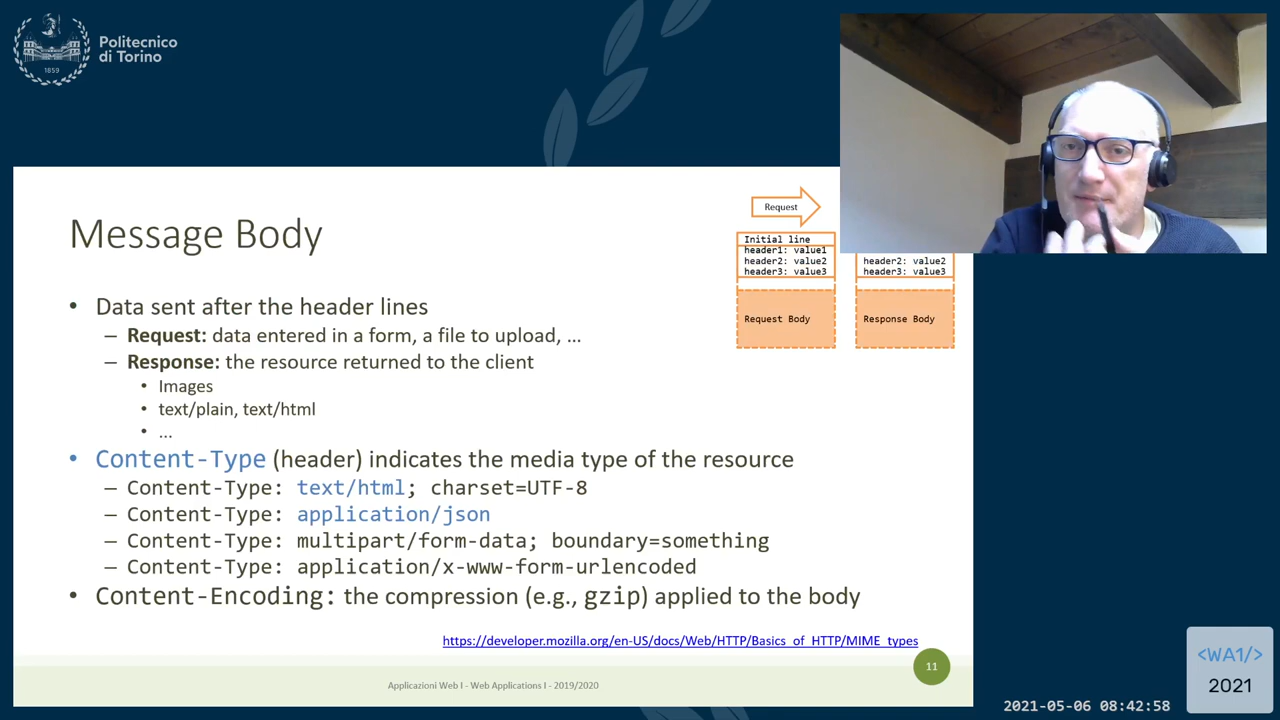 Politecnico
di Torino
1859
Message Body
Request
Initial line
header1: value1
header2: value2
header3: value3
Request Body
header2: value2
header3: value3
Response Body
• Data sent after the header lines
– Request: data entered in a form, a file to upload, …
– Response: the resource returned to the client
• Images
• text/plain, text/html
• …
• Content-Type (header) indicates the media type of the resource
– Content-Type: text/html; charset=UTF-8
– Content-Type: application/json
– Content-Type: multipart/form-data; boundary=something
– Content-Type: application/x-www-form-urlencoded
• Content-Encoding: the compression (e.g., gzip) applied to the body
https://developer.mozilla.org/en-US/docs/Web/HTTP/Basics_of_HTTP/MIME_types
11
Applicazioni Web I - Web Applications I - 2019/2020
<WA1/>
2021
2021-05-06 08:42:58